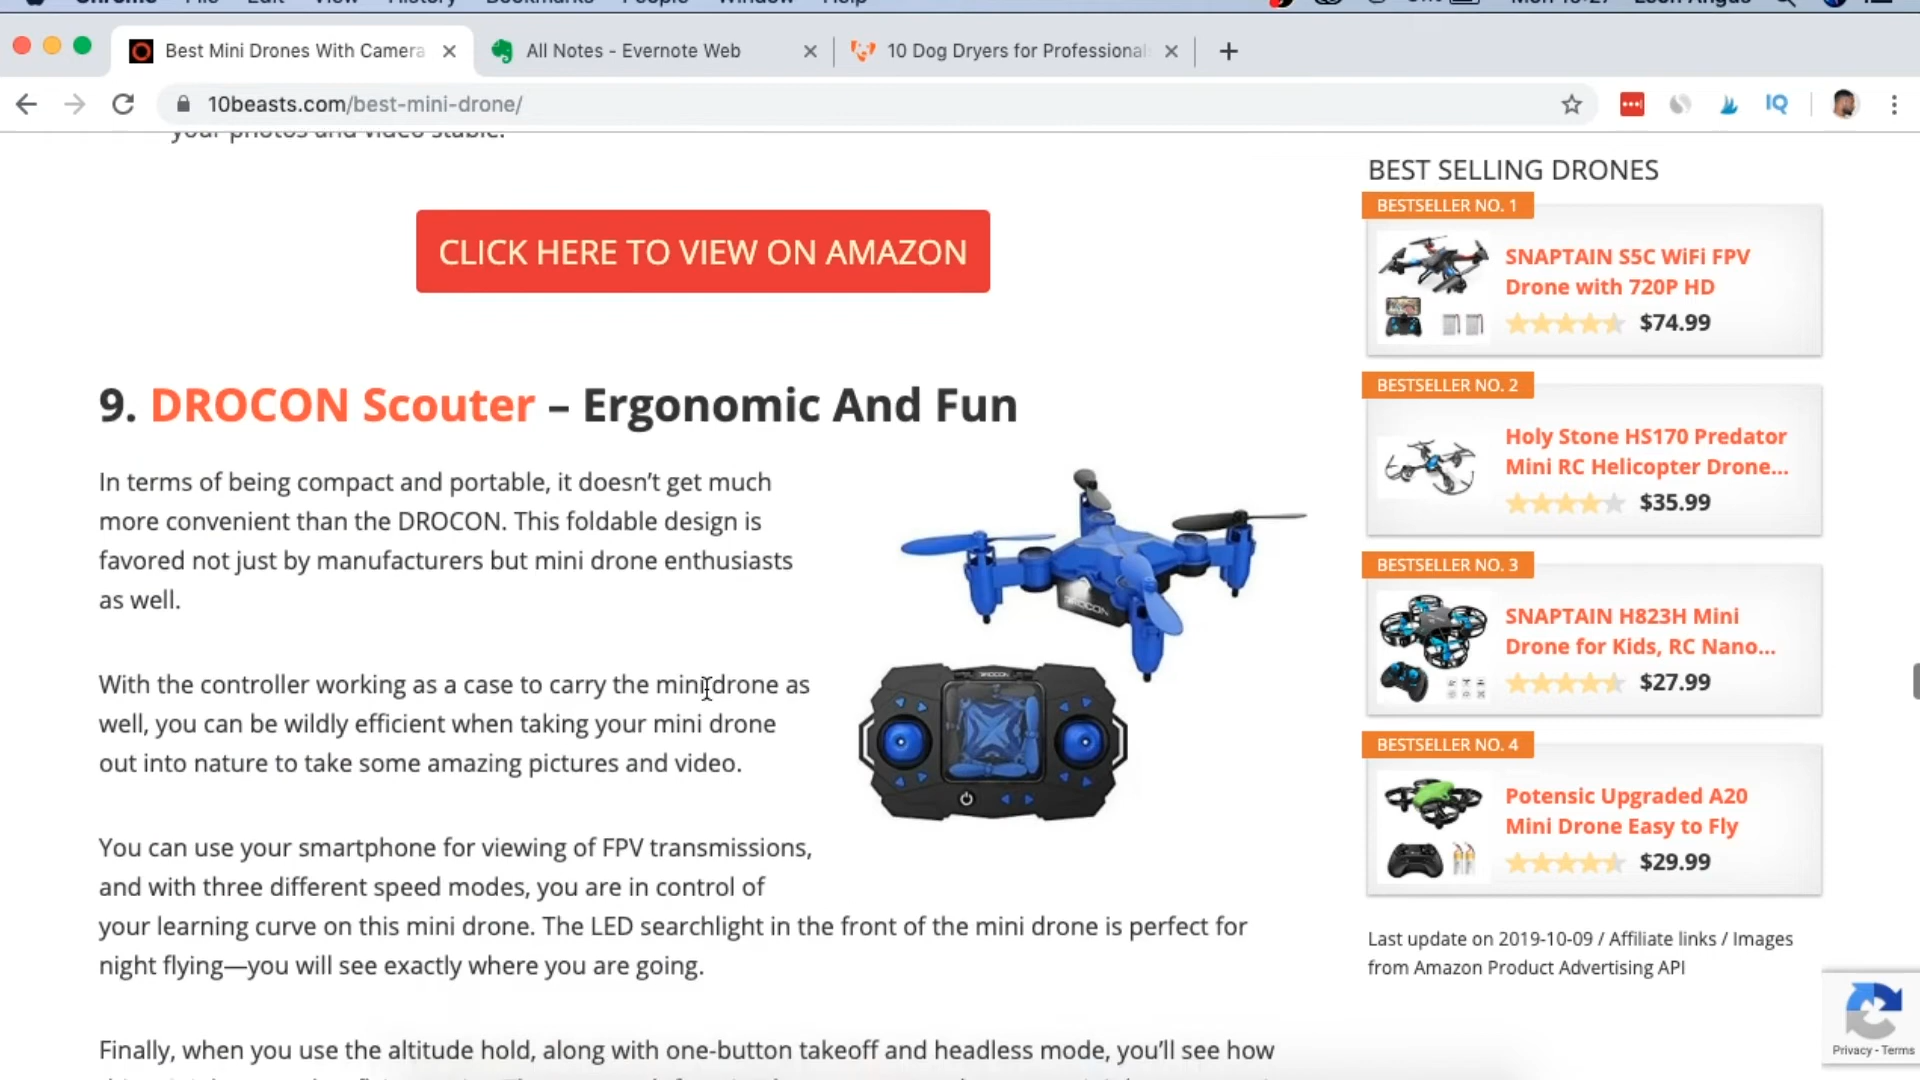 Best Mini Drones With Camera
All Notes - Evernote Web
10 Dog Dryers for Professional
10beasts.com/best-mini-drone/
IQ
your photos and video stable.
CLICK HERE TO VIEW ON AMAZON
9. DROCON Scouter – Ergonomic And Fun
In terms of being compact and portable, it doesn’t get much
more convenient than the DROCON. This foldable design is
favored not just by manufacturers but mini drone enthusiasts
as well.
With the controller working as a case to carry the mini drone as
well, you can be wildly efficient when taking your mini drone
out into nature to take some amazing pictures and video.
You can use your smartphone for viewing of FPV transmissions,
and with three different speed modes, you are in control of
your learning curve on this mini drone. The LED searchlight in the front of the mini drone is perfect for
night flying—you will see exactly where you are going.
Finally, when you use the altitude hold, along with one-button takeoff and headless mode, you’ll see how
BEST SELLING DRONES
BESTSELLER NO. 1
SNAPTAIN S5C WiFi FPV
Drone with 720P HD
$74.99
BESTSELLER NO. 2
Holy Stone HS170 Predator
Mini RC Helicopter Drone...
$35.99
BESTSELLER NO. 3
SNAPTAIN H823H Mini
Drone for Kids, RC Nano...
$27.99
BESTSELLER NO. 4
Potensic Upgraded A20
Mini Drone Easy to Fly
$29.99
Last update on 2019-10-09 / Affiliate links / Images
from Amazon Product Advertising API
Privacy - Terms